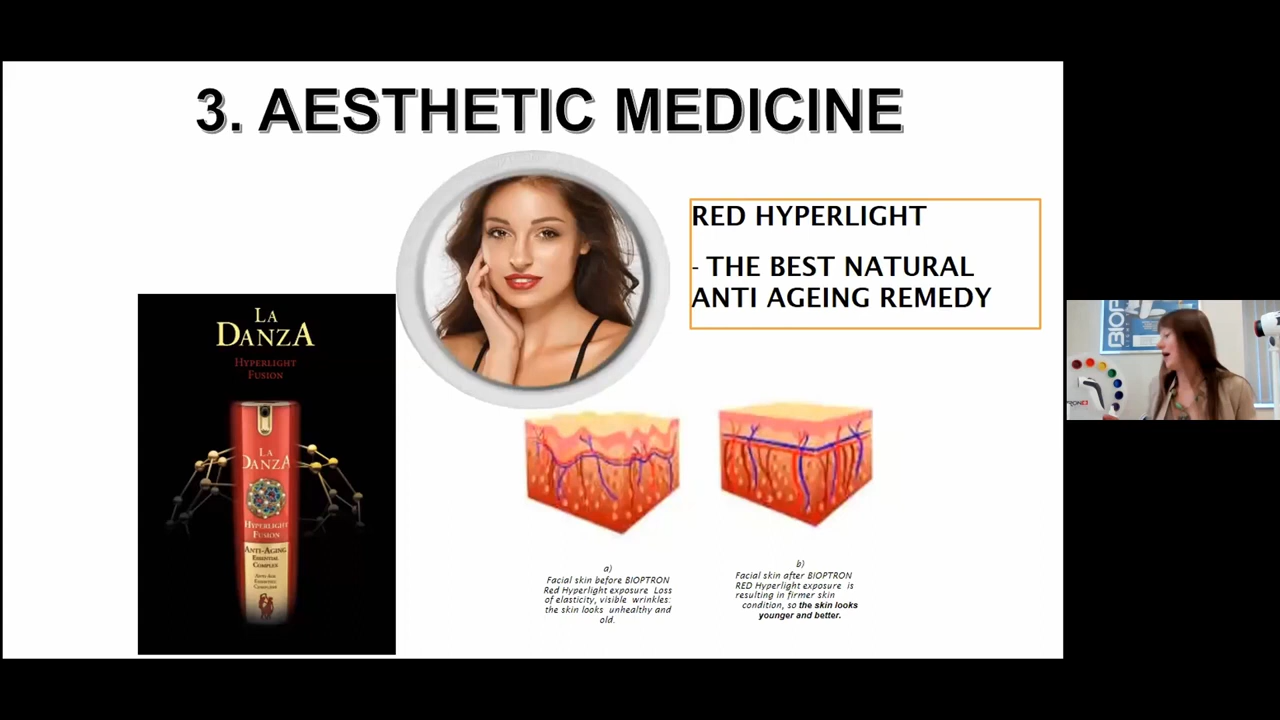 3. AESTHETIC MEDICINE
RED HYPERLIGHT
- THE BEST NATURAL
ANTI AGEING REMEDY
LA
DANZA
HYPERLIGHT
FUSION
LA
DANZA
HYPERLIGHT
FUSION
ANTI-AGING
ESSENTIAL
COMPLEX
a)
Facial skin before BIOPTRON
Red Hyperlight exposure Loss
of elasticity, visible wrinkles:
the skin looks unhealthy and
old.
b)
Facial skin after BIOPTRON
RED Hyperlight exposure is
resulting in firmer skin
condition, so the skin looks
younger and better.